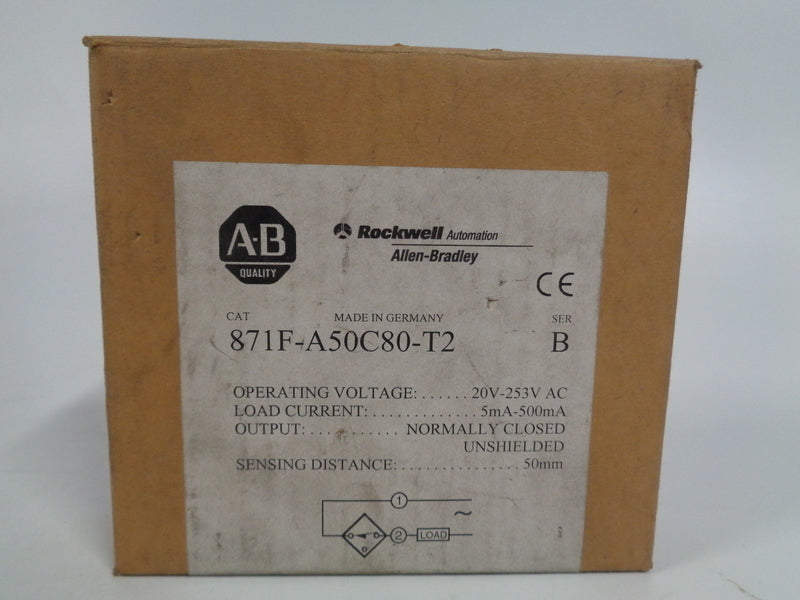 A-B
QUALITY
Rockwell Automation
Allen-Bradley
CE
CAT MADE IN GERMANY SER
871F-A50C80-T2 B
OPERATING VOLTAGE: . . . . . . 20V-253V AC
LOAD CURRENT: . . . . . . . . . . . . . 5mA-500mA
OUTPUT: . . . . . . . . . . . NORMALLY CLOSED
UNSHIELDED
SENSING DISTANCE: . . . . . . . . . . . . . . . 50mm
1
~
2 LOAD